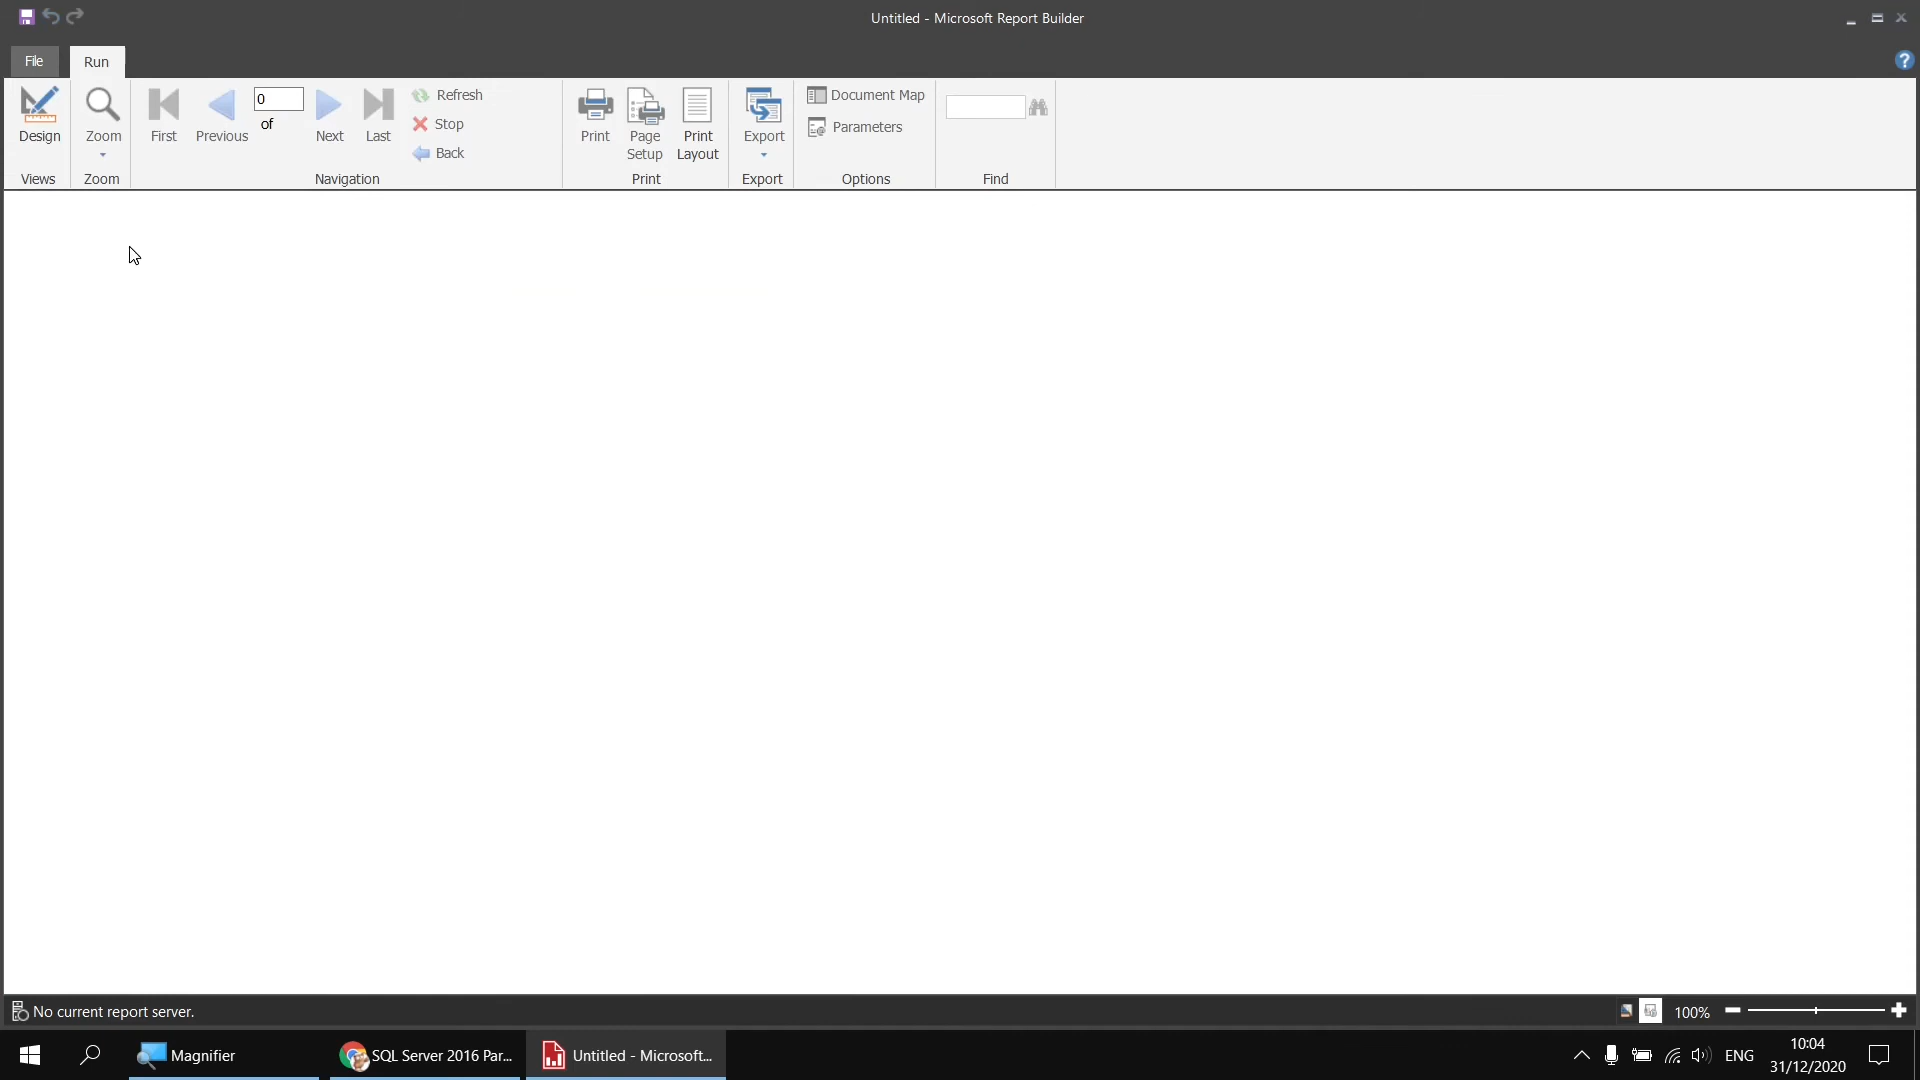 Untitled - Microsoft Report Builder
File
Run
Design
Zoom
First
Previous
0
of
Next
Last
Refresh
Stop
Back
Print
Page
Setup
Print
Layout
Export
Document Map
Parameters
Views
Zoom
Navigation
Print
Export
Options
Find
No current report server.
100%
Magnifier
SQL Server 2016 Par...
Untitled - Microsoft...
ENG
10:04
31/12/2020